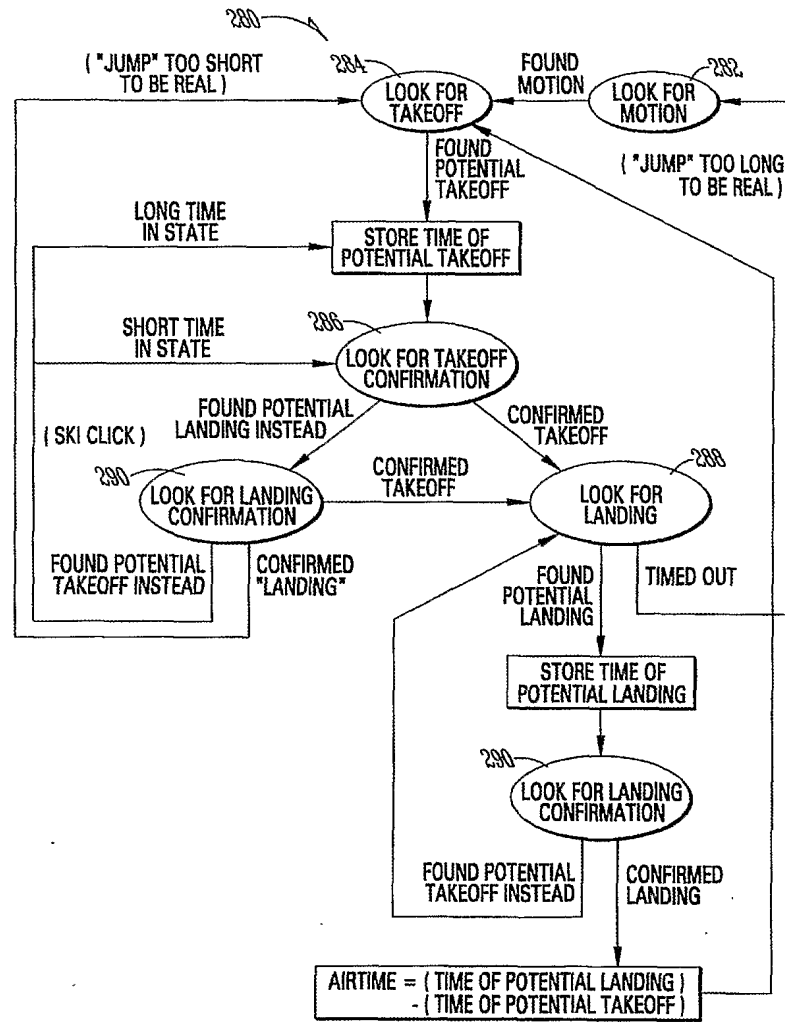 280
( "JUMP" TOO SHORT
TO BE REAL )
284
LOOK FOR
TAKEOFF
FOUND
MOTION
282
LOOK FOR
MOTION
FOUND
POTENTIAL
TAKEOFF
( "JUMP" TOO LONG
TO BE REAL )
LONG TIME
IN STATE
STORE TIME OF
POTENTIAL TAKEOFF
SHORT TIME
IN STATE
286
LOOK FOR TAKEOFF
CONFIRMATION
FOUND POTENTIAL
LANDING INSTEAD
( SKI CLICK )
CONFIRMED
TAKEOFF
290
LOOK FOR LANDING
CONFIRMATION
CONFIRMED
TAKEOFF
288
LOOK FOR
LANDING
FOUND POTENTIAL
TAKEOFF INSTEAD
CONFIRMED
"LANDING"
FOUND
POTENTIAL
LANDING
TIMED OUT
STORE TIME OF
POTENTIAL LANDING
290
LOOK FOR LANDING
CONFIRMATION
FOUND POTENTIAL
TAKEOFF INSTEAD
CONFIRMED
LANDING
AIRTIME = ( TIME OF POTENTIAL LANDING )
- ( TIME OF POTENTIAL TAKEOFF )